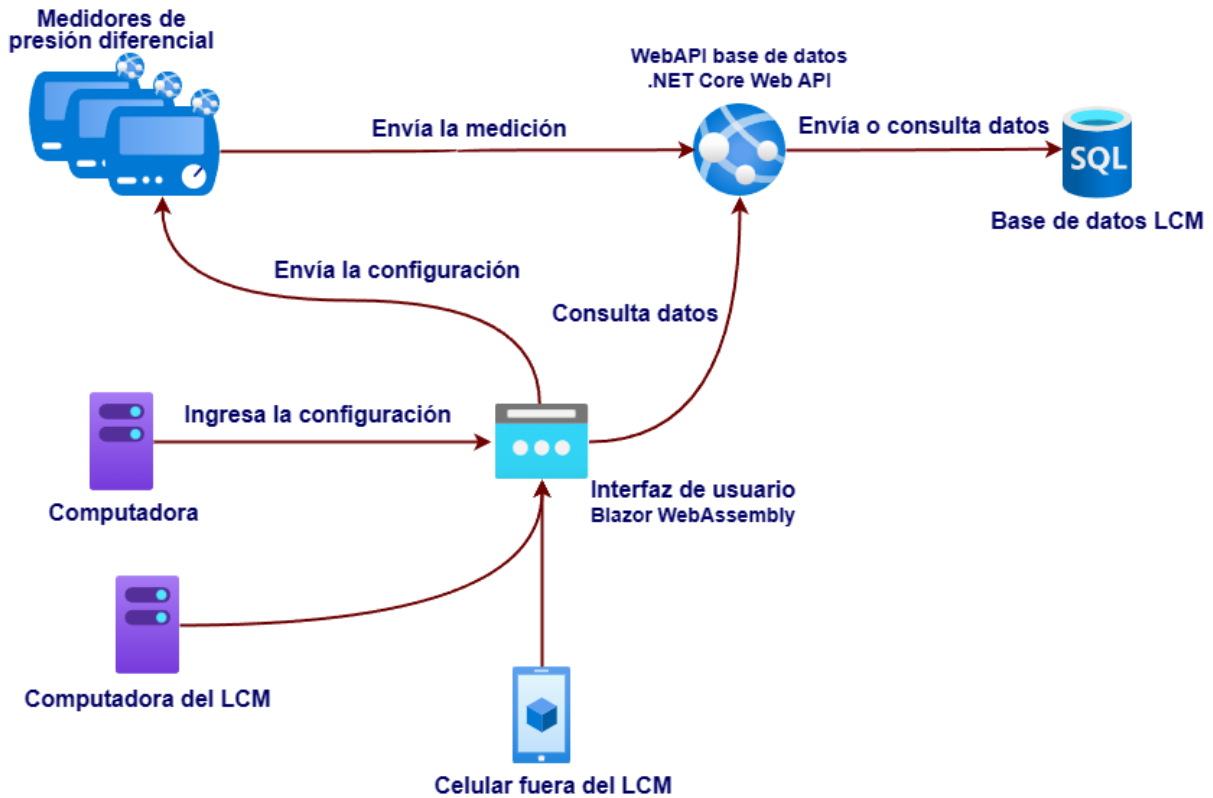 Medidores de
presión diferencial
WebAPI base de datos
.NET Core Web API
Envía la medición
Envía o consulta datos
SQL
Base de datos LCM
Envía la configuración
Consulta datos
Ingresa la configuración
Interfaz de usuario
Blazor WebAssembly
Computadora
Computadora del LCM
Celular fuera del LCM